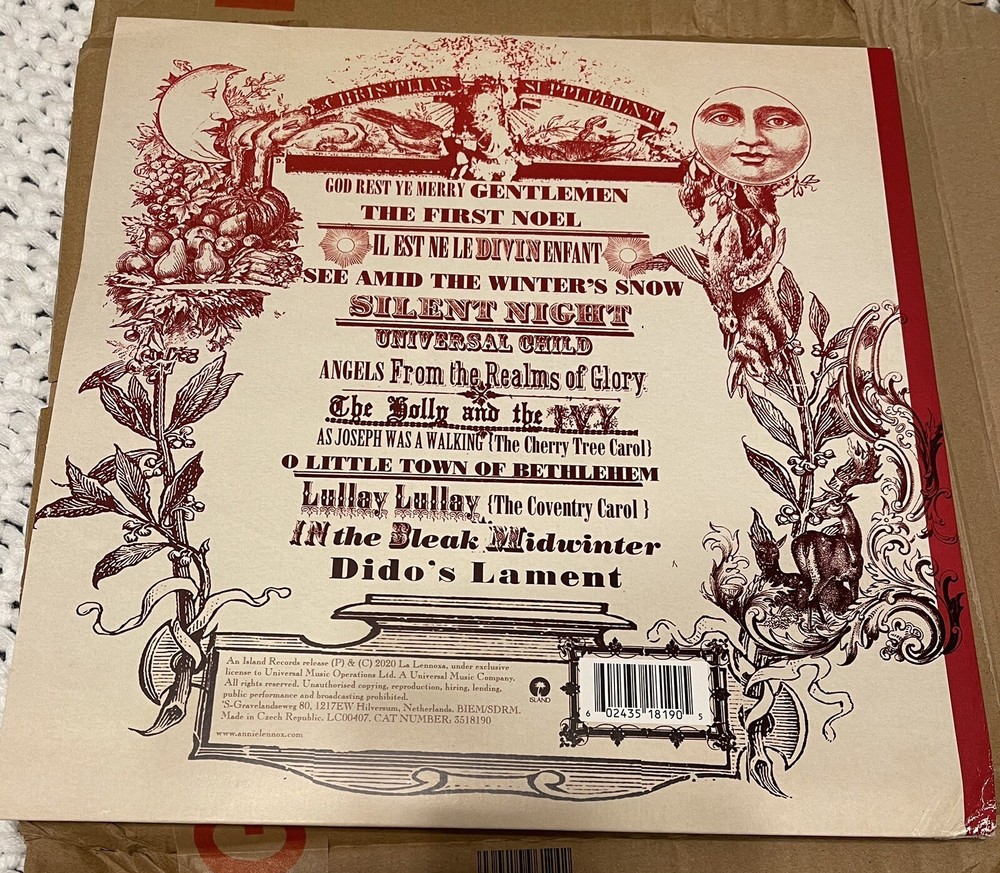 CHRISTMAS SUPPLEMENT
GOD REST YE MERRY GENTLEMEN
THE FIRST NOEL
IL EST NE LE DIVIN ENFANT
SEE AMID THE WINTER'S SNOW
SILENT NIGHT
UNIVERSAL CHILD
ANGELS From the Realms of Glory
The Holly and the IVY
AS JOSEPH WAS A WALKING {The Cherry Tree Carol}
O LITTLE TOWN OF BETHLEHEM
Lullay Lullay {The Coventry Carol }
IN the Bleak Midwinter
Dido's Lament
An Island Records release (P) & (C) 2020 La Lennoxa, under exclusive
license to Universal Music Operations Ltd. A Universal Music Company.
All rights reserved. Unauthorised copying, reproduction, hiring, lending,
public performance and broadcasting prohibited.
'S-Gravelandseweg 80, 1217EW Hilversum, Netherlands. BIEM/SDRM.
Made in Czech Republic. LC00407. CAT NUMBER: 3518190
www.annielennox.com
ISLAND
6 02435 18190 5